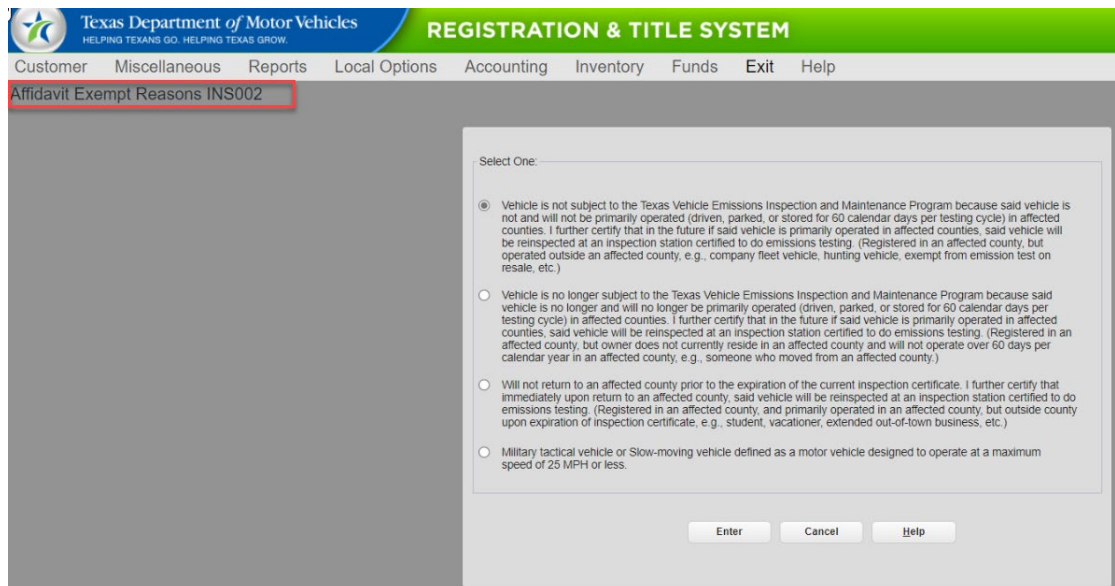 Texas Department of Motor Vehicles
HELPING TEXANS GO. HELPING TEXAS GROW.
REGISTRATION & TITLE SYSTEM
Customer Miscellaneous Reports Local Options Accounting Inventory Funds Exit Help
Affidavit Exempt Reasons INS002
Select One:
Vehicle is not subject to the Texas Vehicle Emissions Inspection and Maintenance Program because said vehicle is
not and will not be primarily operated (driven, parked, or stored for 60 calendar days per testing cycle) in affected
counties. I further certify that in the future if said vehicle is primarily operated in affected counties, said vehicle will
be reinspected at an inspection station certified to do emissions testing. (Registered in an affected county, but
operated outside an affected county, e.g., company fleet vehicle, hunting vehicle, exempt from emission test on
resale, etc.)
Vehicle is no longer subject to the Texas Vehicle Emissions Inspection and Maintenance Program because said
vehicle is no longer and will no longer be primarily operated (driven, parked, or stored for 60 calendar days per
testing cycle) in affected counties. I further certify that in the future if said vehicle is primarily operated in affected
counties, said vehicle will be reinspected at an inspection station certified to do emissions testing. (Registered in an
affected county, but owner does not currently reside in an affected county and will not operate over 60 days per
calendar year in an affected county, e.g., someone who moved from an affected county.)
Will not return to an affected county prior to the expiration of the current inspection certificate. I further certify that
immediately upon return to an affected county, said vehicle will be reinspected at an inspection station certified to do
emissions testing. (Registered in an affected county, and primarily operated in an affected county, but outside county
upon expiration of inspection certificate, e.g., student, vacationer, extended out-of-town business, etc.)
Military tactical vehicle or Slow-moving vehicle defined as a motor vehicle designed to operate at a maximum
speed of 25 MPH or less.
Enter Cancel Help